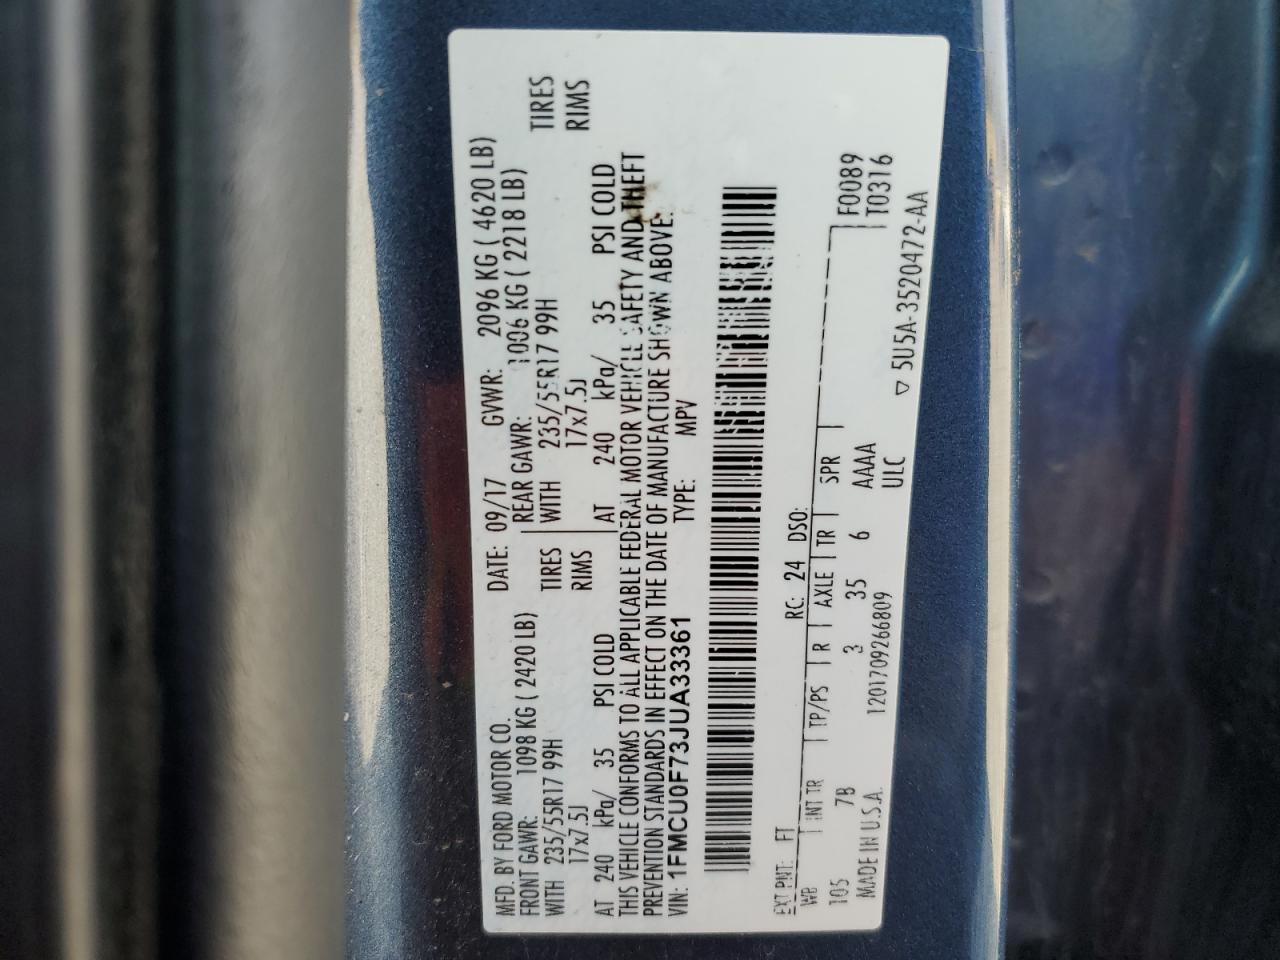 MFD. BY FORD MOTOR CO.
DATE: 09/17 GVWR: 2096 KG ( 4620 LB)
FRONT GAWR: 1098 KG ( 2420 LB) REAR GAWR: 1006 KG ( 2218 LB)
WITH 235/55R17 99H TIRES WITH 235/55R17 99H TIRES
17x7.5J RIMS 17x7.5J RIMS
AT 240 kPa/ 35 PSI COLD AT 240 kPa/ 35 PSI COLD
THIS VEHICLE CONFORMS TO ALL APPLICABLE FEDERAL MOTOR VEHICLE SAFETY AND THEFT
PREVENTION STANDARDS IN EFFECT ON THE DATE OF MANUFACTURE SHOWN ABOVE.
VIN: 1FMCU0F73JUA33361 TYPE: MPV
EXT PNT: FT RC: 24 DSO:
WB INT TR TP/PS R AXLE TR SPR F0089
105 7B 3 35 6 AAAA T0316
MADE IN U.S.A. 1201709266809 ULC
▽ 5U5A-3520472-AA